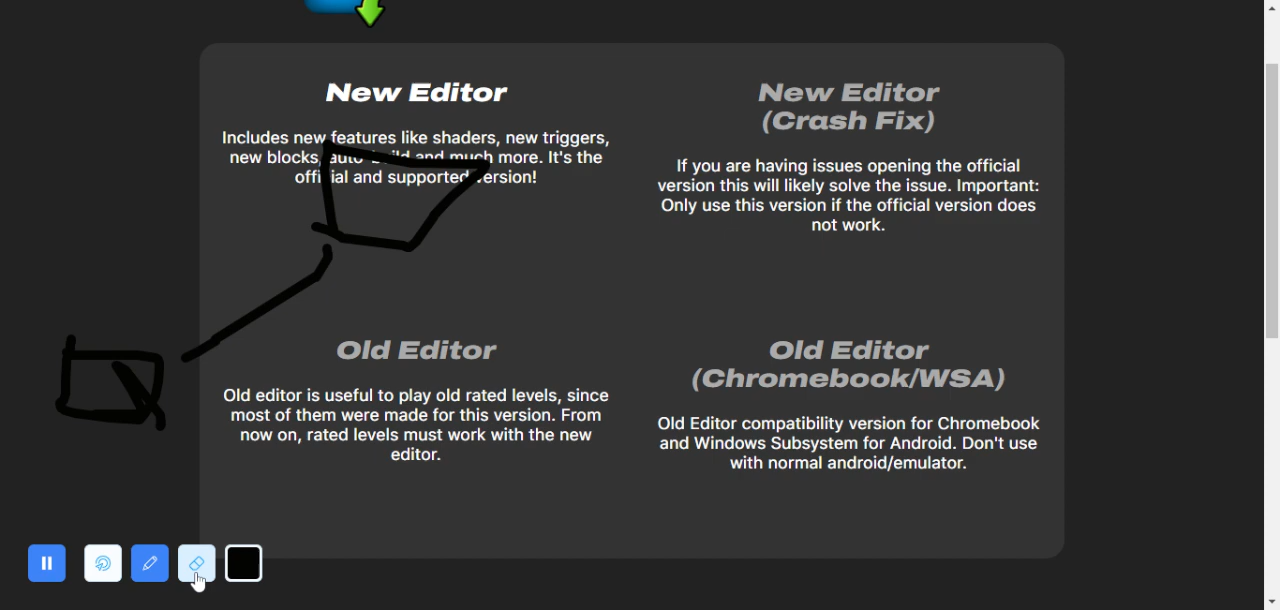 New Editor
Includes new features like shaders, new triggers,
new blocks, auto-build and much more. It's the
official and supported version!
New Editor
(Crash Fix)
If you are having issues opening the official
version this will likely solve the issue. Important:
Only use this version if the official version does
not work.
Old Editor
Old editor is useful to play old rated levels, since
most of them were made for this version. From
now on, rated levels must work with the new
editor.
Old Editor
(Chromebook/WSA)
Old Editor compatibility version for Chromebook
and Windows Subsystem for Android. Don't use
with normal android/emulator.